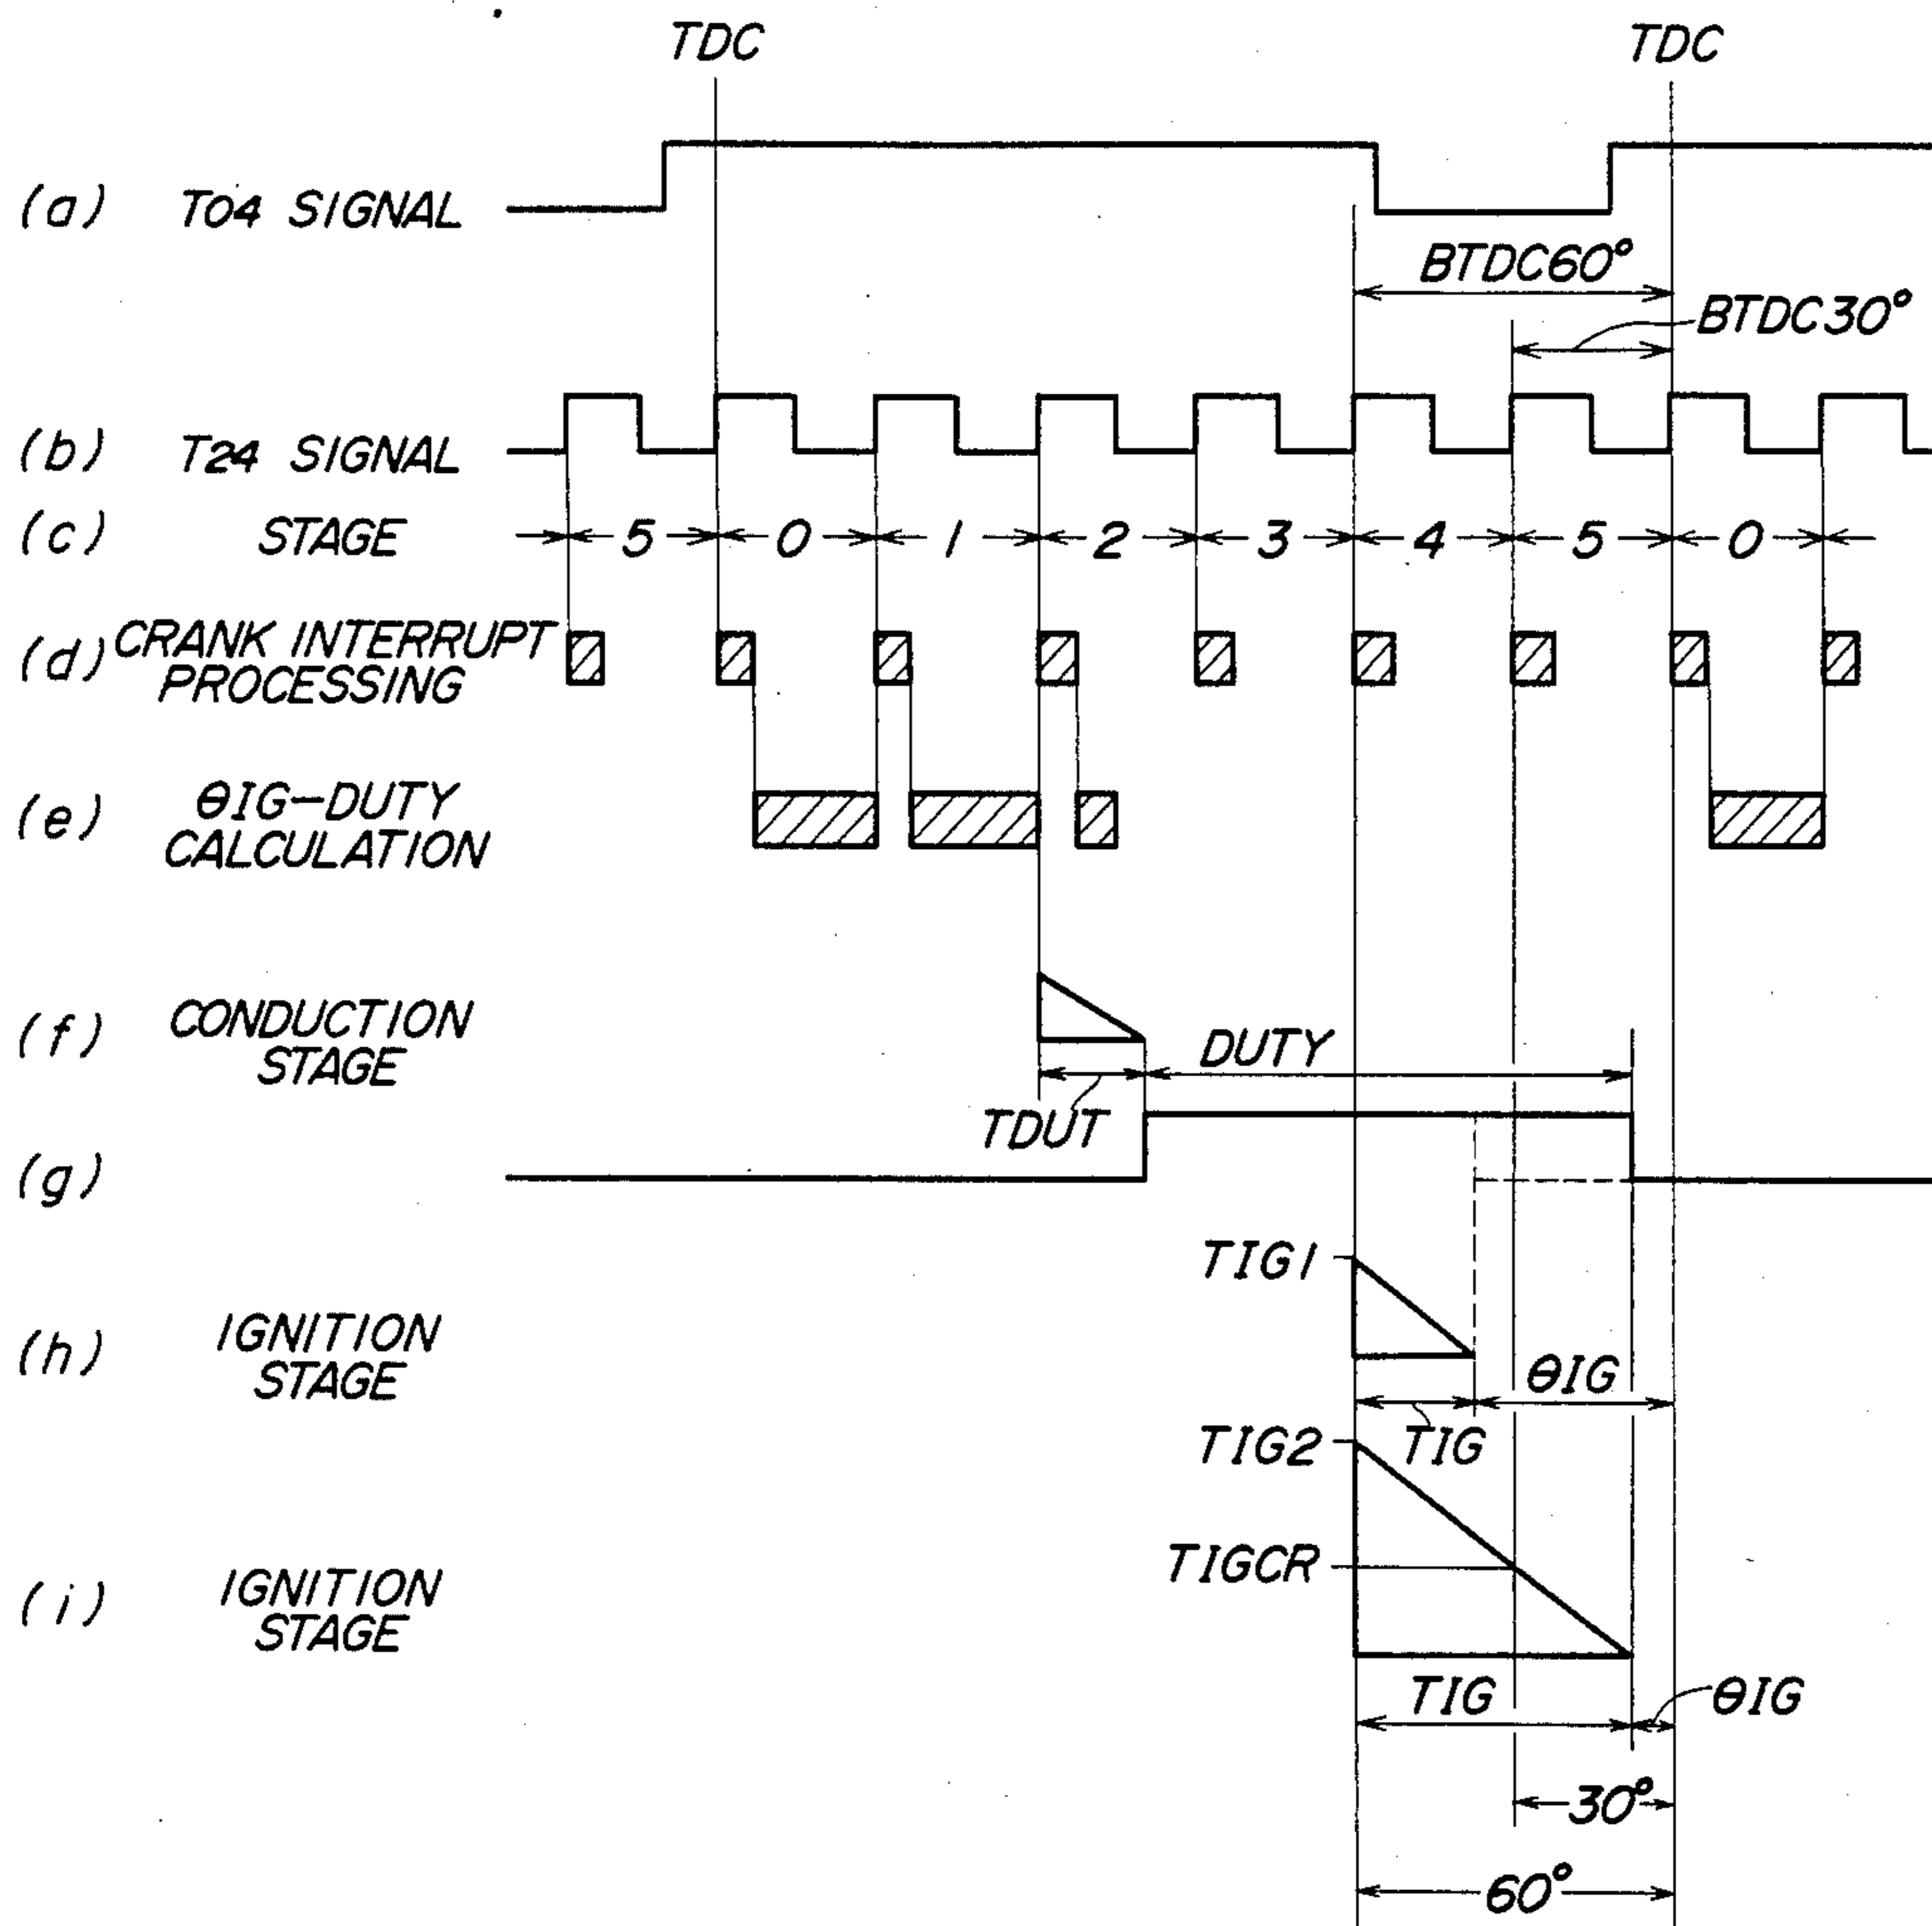 TDC TDC
(a) T04 SIGNAL
BTDC60°
BTDC30°
(b) T24 SIGNAL
(c) STAGE 5 0 1 2 3 4 5 0
(d) CRANK INTERRUPT
PROCESSING
(e) θIG-DUTY
CALCULATION
(f) CONDUCTION
STAGE
DUTY
TDUT
(g)
TIG1
(h) IGNITION
STAGE
θIG
TIG2 TIG
TIGCR
(i) IGNITION
STAGE
TIG θIG
30°
60°